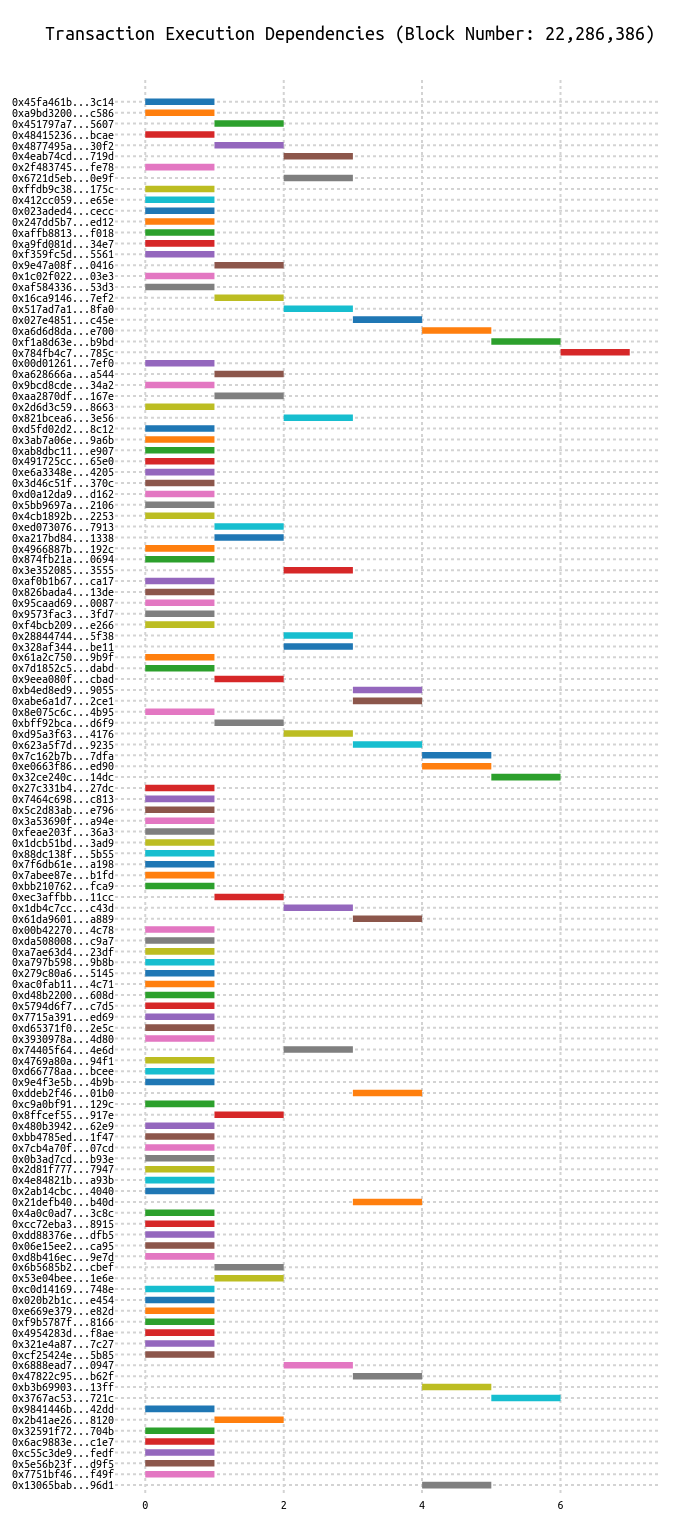 Transaction Execution Dependencies (Block Number: 22,286,386)
0x45fa461b...3c14
0xa9bd3200...c586
0x451797a7...5607
0x48415236...bcae
0x4877495a...30f2
0x4eab74cd...719d
0x2f483745...fe78
0x6721d5eb...0e9f
0xffdb9c38...175c
0x412cc059...e65e
0x023aded4...cecc
0x247dd5b7...ed12
0xaffb8813...f018
0xa9fd081d...34e7
0xf359fc5d...5561
0x9e47a08f...0416
0x1c02f022...03e3
0xaf584336...53d3
0x16ca9146...7ef2
0x517ad7a1...8fa0
0x027e4851...c45e
0xa6d6d8da...e700
0xf1a8d63e...b9bd
0x784fb4c7...785c
0x00d01261...7ef0
0xa628666a...a544
0x9bcd8cde...34a2
0xaa2870df...167e
0x2d6d3c59...8663
0x821bcea6...3e56
0xd5fd02d2...8c12
0x3ab7a06e...9a6b
0xab8dbc11...e907
0x491725cc...65e0
0xe6a3348e...4205
0x3d46c51f...370c
0xd0a12da9...d162
0x5bb9697a...2106
0x4cb1892b...2253
0xed073076...7913
0xa217bd84...1338
0x4966887b...192c
0x874fb21a...0694
0x3e352085...3555
0xaf0b1b67...ca17
0x826bada4...13de
0x95caad69...0087
0x9573fac3...3fd7
0xf4bcb209...e266
0x28844744...5f38
0x328af344...be11
0x61a2c750...9b9f
0x7d1852c5...dabd
0x9eea080f...cbad
0xb4ed8ed9...9055
0xabe6a1d7...2ce1
0x8e075c6c...4b95
0xbff92bca...d6f9
0xd95a3f63...4176
0x623a5f7d...9235
0x7c162b7b...7dfa
0xe0663f86...ed90
0x32ce240c...14dc
0x27c331b4...27dc
0x7464c698...c813
0x5c2d83ab...e796
0x3a53690f...a94e
0xfeae203f...36a3
0x1dcb51bd...3ad9
0x88dc138f...5b55
0x7f6db61e...a198
0x7abee87e...b1fd
0xbb210762...fca9
0xec3affbb...11cc
0x1db4c7cc...c43d
0x61da9601...a889
0x00b42270...4c78
0xda508008...c9a7
0xa7ae63d4...23df
0xa797b598...9b8b
0x279c80a6...5145
0xac0fab11...4c71
0xd48b2200...608d
0x5794d6f7...c7d5
0x7715a391...ed69
0xd65371f0...2e5c
0x3930978a...4d80
0x74405f64...4e6d
0x4769a80a...94f1
0xd66778aa...bcee
0x9e4f3e5b...4b9b
0xddeb2f46...01b0
0xc9a0bf91...129c
0x8ffcef55...917e
0x480b3942...62e9
0xbb4785ed...1f47
0x7cb4a70f...07cd
0x0b3ad7cd...b93e
0x2d81f777...7947
0x4e84821b...a93b
0x2ab14cbc...4040
0x21defb40...b40d
0x4a0c0ad7...3c8c
0xcc72eba3...8915
0xdd88376e...dfb5
0x06e15ee2...ca95
0xd8b416ec...9e7d
0x6b5685b2...cbef
0x53e04bee...1e6e
0xc0d14169...748e
0x020b2b1c...e454
0xe669e379...e82d
0xf9b5787f...8166
0x4954283d...f8ae
0x321e4a87...7c27
0xcf25424e...5b85
0x6888ead7...0947
0x47822c95...b62f
0xb3b69903...13ff
0x3767ac53...721c
0x9841446b...42dd
0x2b41ae26...8120
0x32591f72...704b
0x6ac9883e...c1e7
0xc55c3de9...fedf
0x5e56b23f...d9f5
0x7751bf46...f49f
0x13065bab...96d1
0 2 4 6